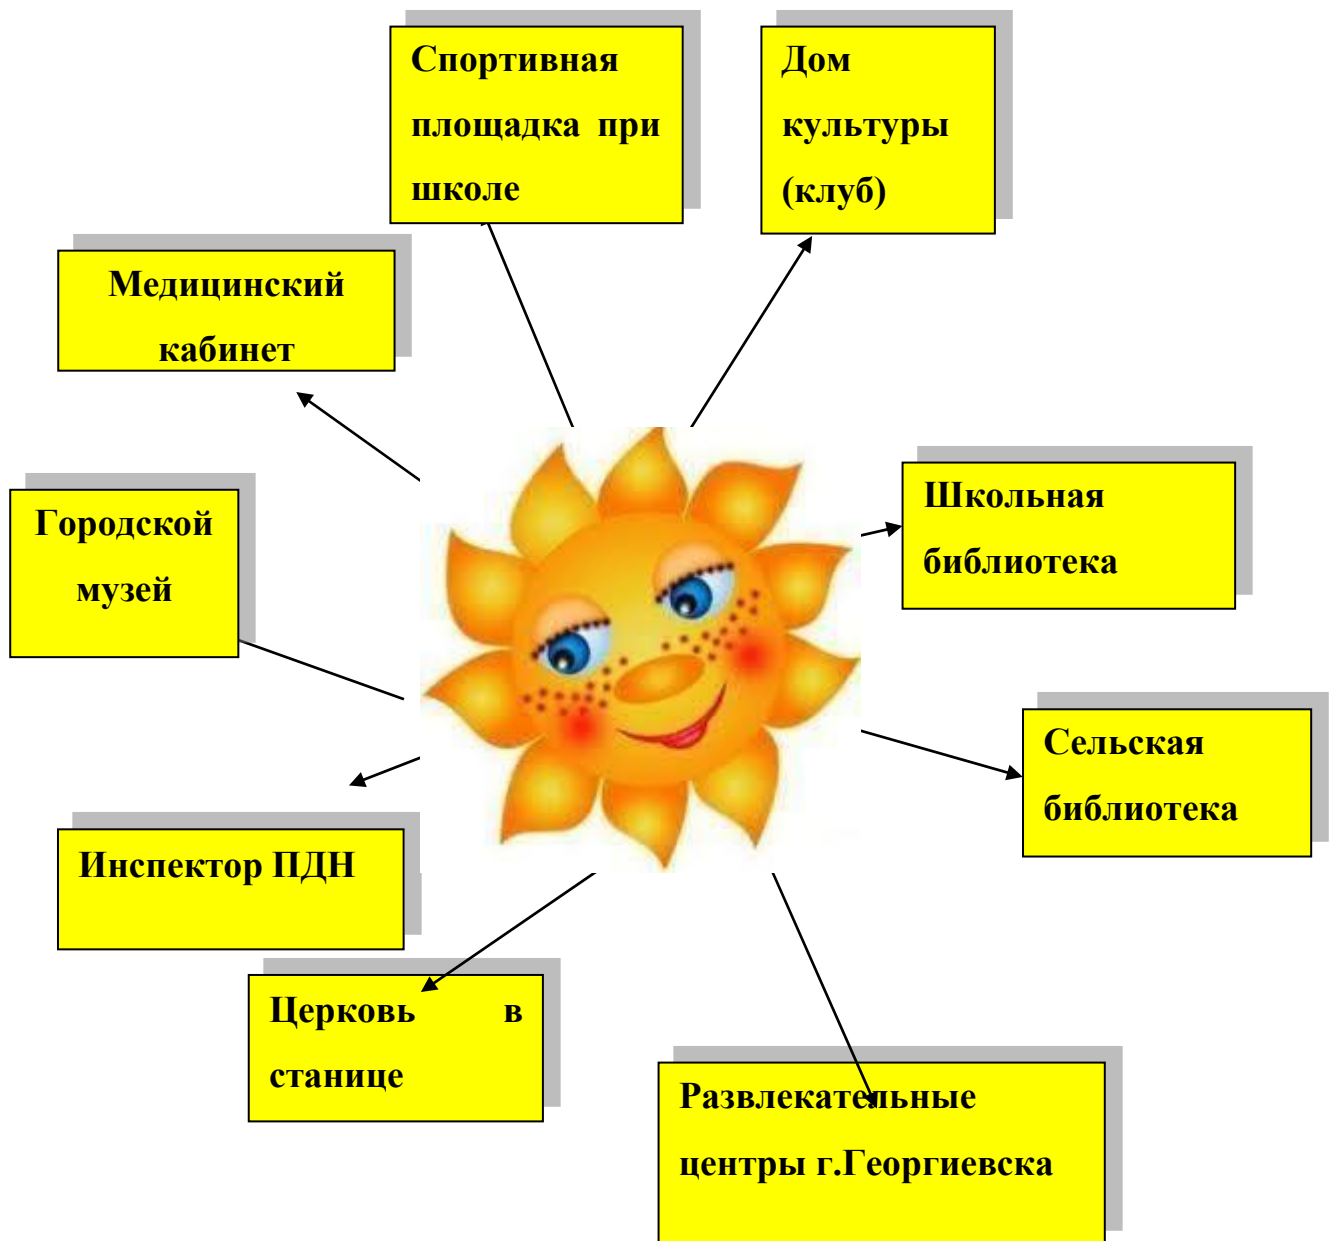 Спортивная
площадка при
школе
Дом
культуры
(клуб)
Медицинский
кабинет
Городской
музей
Школьная
библиотека
Сельская
библиотека
Инспектор ПДН
Церковь в
станице
Развлекательные
центры г.Георгиевска